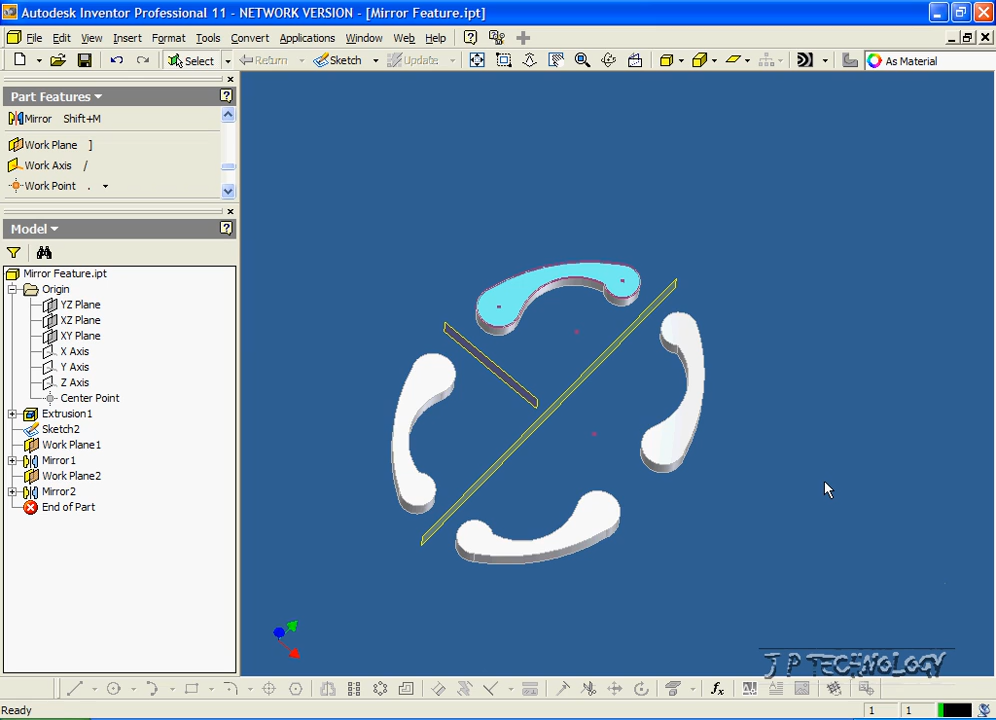 Autodesk Inventor Professional 11 - NETWORK VERSION - [Mirror Feature.ipt]
File Edit View Insert Format Tools Convert Applications Window Web Help
Select Return Sketch Update As Material
Part Features
Mirror Shift+M
Work Plane ]
Work Axis /
Work Point .
Model
Mirror Feature.ipt
Origin
YZ Plane
XZ Plane
XY Plane
X Axis
Y Axis
Z Axis
Center Point
Extrusion1
Sketch2
Work Plane1
Mirror1
Work Plane2
Mirror2
End of Part
J P TECHNOLOGY
fx
Ready 1 1